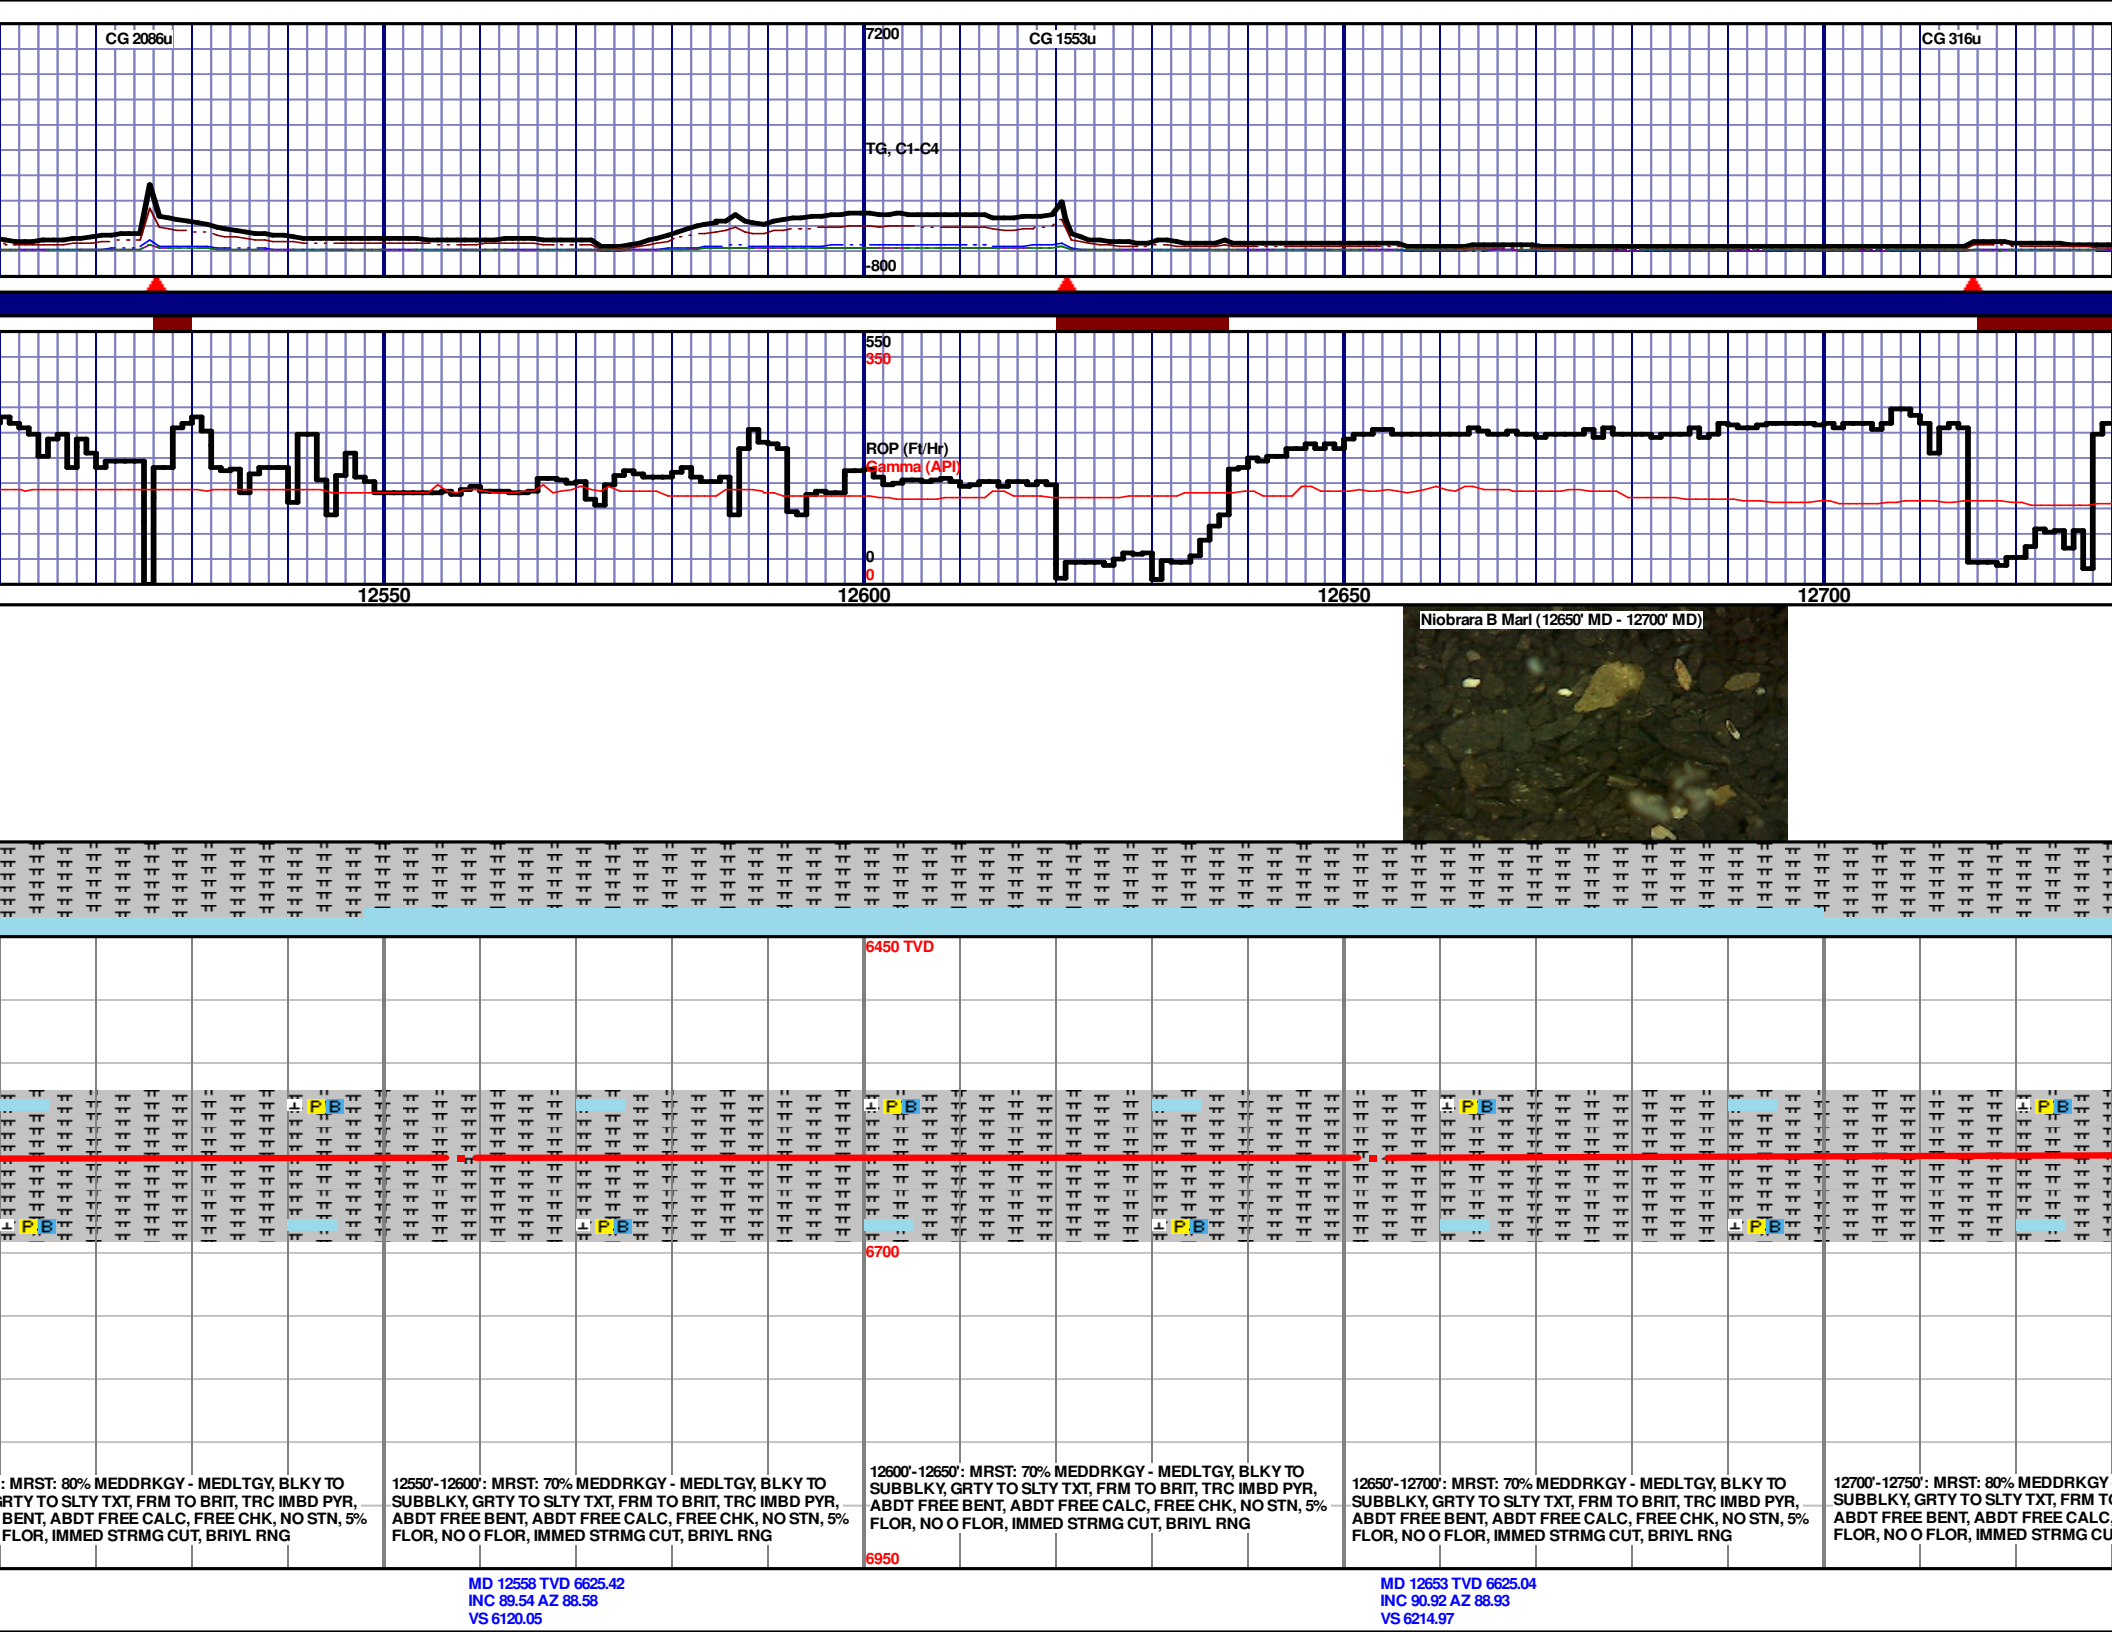 CG 2086u
7200
CG 1553u
CG 316u
TG, C1-C4
-800
550
350
ROP (Ft/Hr)
Gamma (API)
0
0
12550
12600
12650
12700
Niobrara B Marl (12650' MD - 12700' MD)
6450 TVD
P B
P B
P B
P B
P B
P B
P B
P B
6700
: MRST: 80% MEDDRKGY - MEDLTGY, BLKY TO
RTY TO SLTY TXT, FRM TO BRIT, TRC IMBD PYR,
BENT, ABDT FREE CALC, FREE CHK, NO STN, 5%
FLOR, NO O FLOR, IMMED STRMG CUT, BRIYL RNG
12550'-12600': MRST: 70% MEDDRKGY - MEDLTGY, BLKY TO
SUBBLKY, GRTY TO SLTY TXT, FRM TO BRIT, TRC IMBD PYR,
ABDT FREE BENT, ABDT FREE CALC, FREE CHK, NO STN, 5%
FLOR, NO O FLOR, IMMED STRMG CUT, BRIYL RNG
12600'-12650': MRST: 70% MEDDRKGY - MEDLTGY, BLKY TO
SUBBLKY, GRTY TO SLTY TXT, FRM TO BRIT, TRC IMBD PYR,
ABDT FREE BENT, ABDT FREE CALC, FREE CHK, NO STN, 5%
FLOR, NO O FLOR, IMMED STRMG CUT, BRIYL RNG
12650'-12700': MRST: 70% MEDDRKGY - MEDLTGY, BLKY TO
SUBBLKY, GRTY TO SLTY TXT, FRM TO BRIT, TRC IMBD PYR,
ABDT FREE BENT, ABDT FREE CALC, FREE CHK, NO STN, 5%
FLOR, NO O FLOR, IMMED STRMG CUT, BRIYL RNG
12700'-12750': MRST: 80% MEDDRKGY
SUBBLKY, GRTY TO SLTY TXT, FRM TO
ABDT FREE BENT, ABDT FREE CALC,
FLOR, NO O FLOR, IMMED STRMG CU
6950
MD 12558 TVD 6625.42
INC 89.54 AZ 88.58
VS 6120.05
MD 12653 TVD 6625.04
INC 90.92 AZ 88.93
VS 6214.97